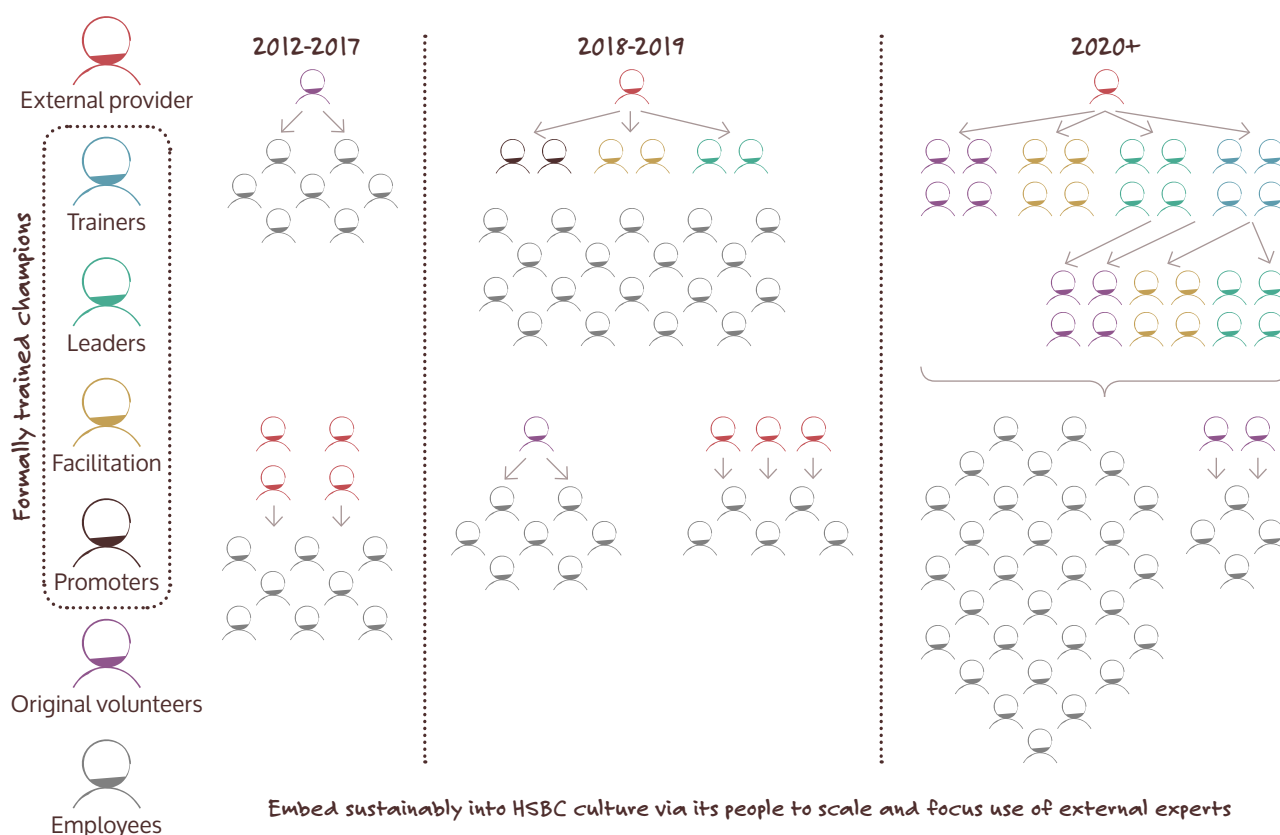 2012-2017
2018-2019
2020+
External provider
Formally trained champions
Trainers
Leaders
Facilitation
Promoters
Original volunteers
Employees
Embed sustainably into HSBC culture via its people to scale and focus use of external experts